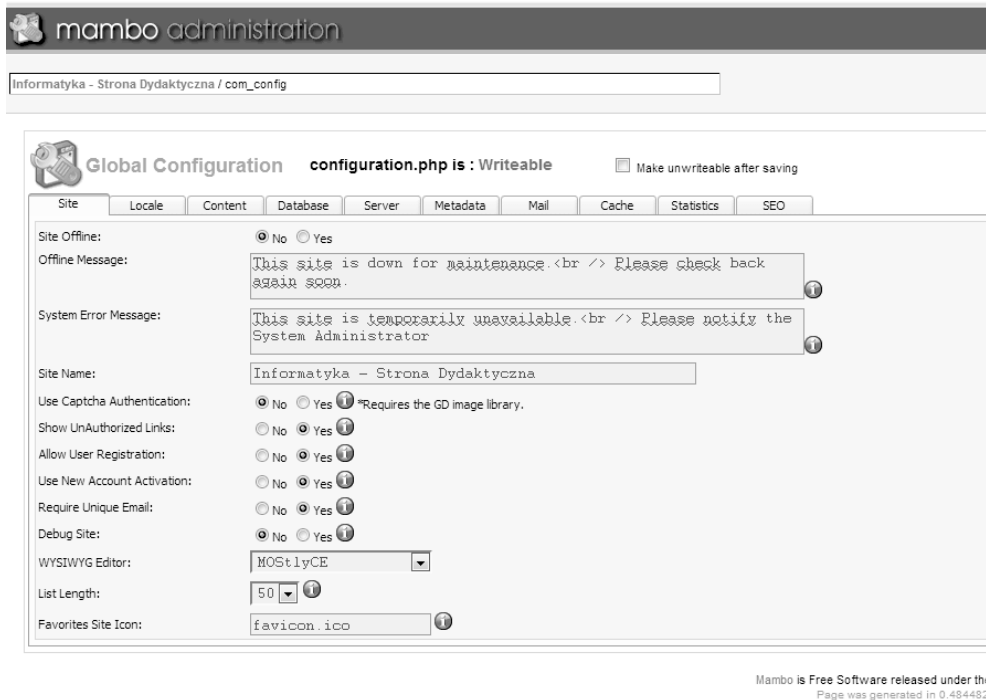 mambo administration
Informatyka - Strona Dydaktyczna / com_config
Global Configuration configuration.php is : Writeable Make unwriteable after saving
Site Locale Content Database Server Metadata Mail Cache Statistics SEO
Site Offline: No Yes
Offline Message: This site is down for maintenance.<br /> Please check back
again soon.
System Error Message: This site is temporarily unavailable.<br /> Please notify the
System Administrator
Site Name: Informatyka - Strona Dydaktyczna
Use Captcha Authentication: No Yes *Requires the GD image library.
Show UnAuthorized Links: No Yes
Allow User Registration: No Yes
Use New Account Activation: No Yes
Require Unique Email: No Yes
Debug Site: No Yes
WYSIWYG Editor: MOStlyCE
List Length: 50
Favorites Site Icon: favicon.ico
Mambo is Free Software released under the
Page was generated in 0.484482